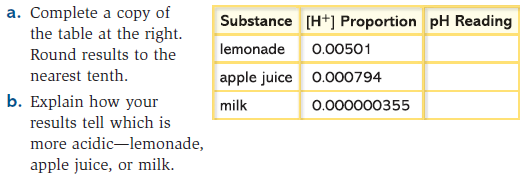 a. Complete a copy of
the table at the right.
Round results to the
nearest tenth.
b. Explain how your
results tell which is
more acidic—lemonade,
apple juice, or milk.
Substance [H+] Proportion pH Reading
lemonade 0.00501
apple juice 0.000794
milk 0.000000355